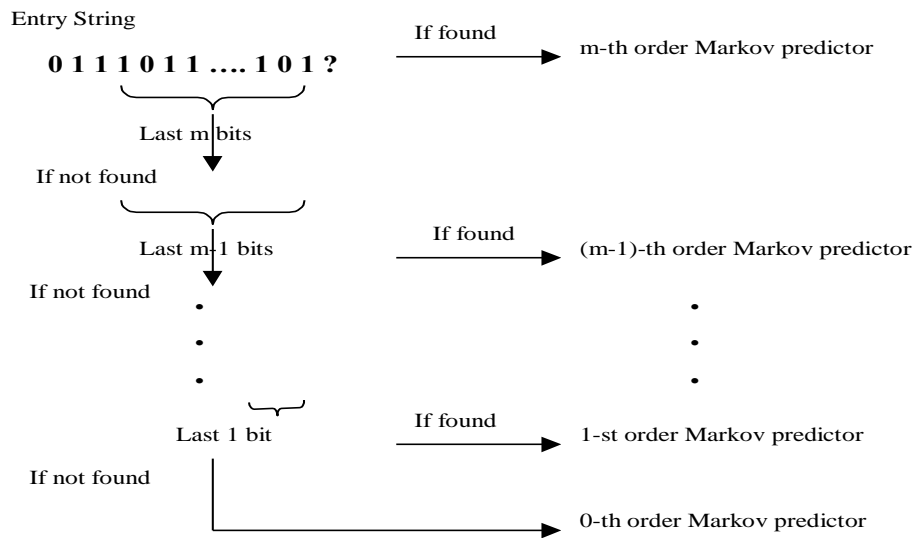 Entry String
If found
m-th order Markov predictor
0 1 1 1 0 1 1 .... 1 0 1 ?
Last m bits
If not found
If found
Last m-1 bits
(m-1)-th order Markov predictor
If not found
If found
Last 1 bit
1-st order Markov predictor
If not found
0-th order Markov predictor